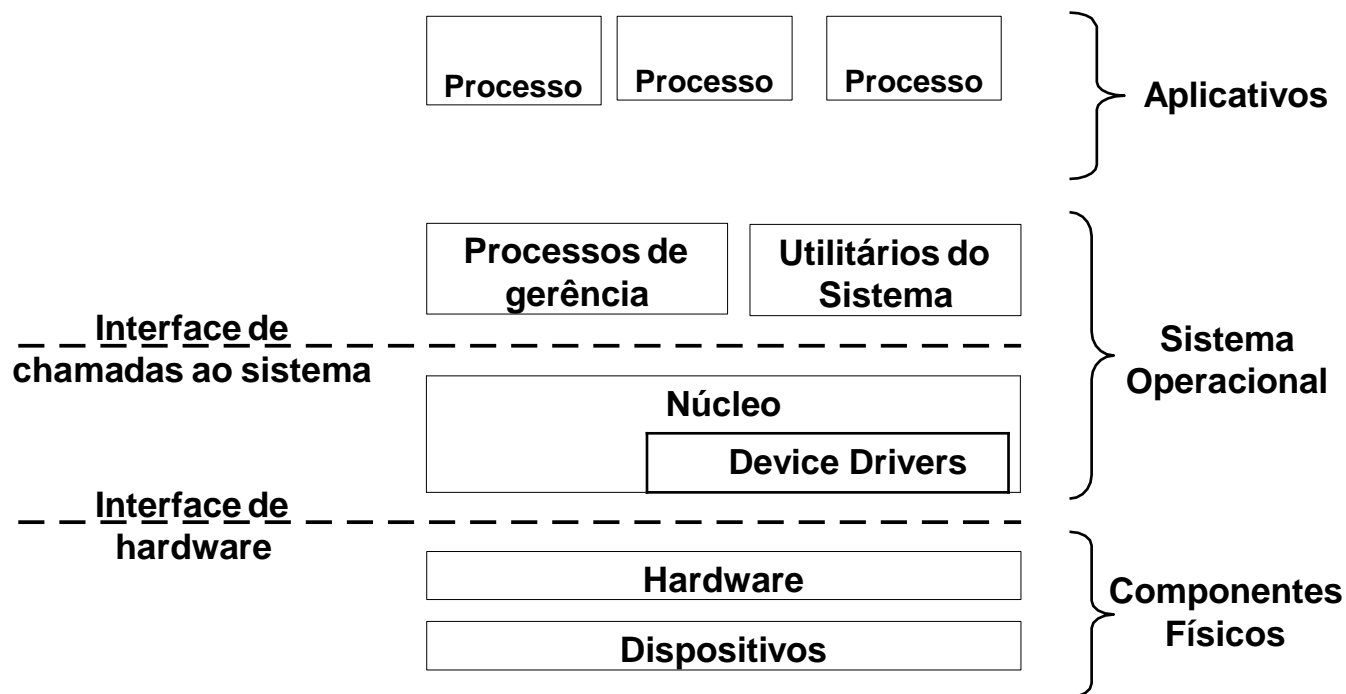 Processo
Processo
Processo
Aplicativos
Processos de
gerência
Utilitários do
Sistema
Interface de
chamadas ao sistema
Sistema
Operacional
Núcleo
Device Drivers
Interface de
hardware
Hardware
Dispositivos
Componentes
Físicos